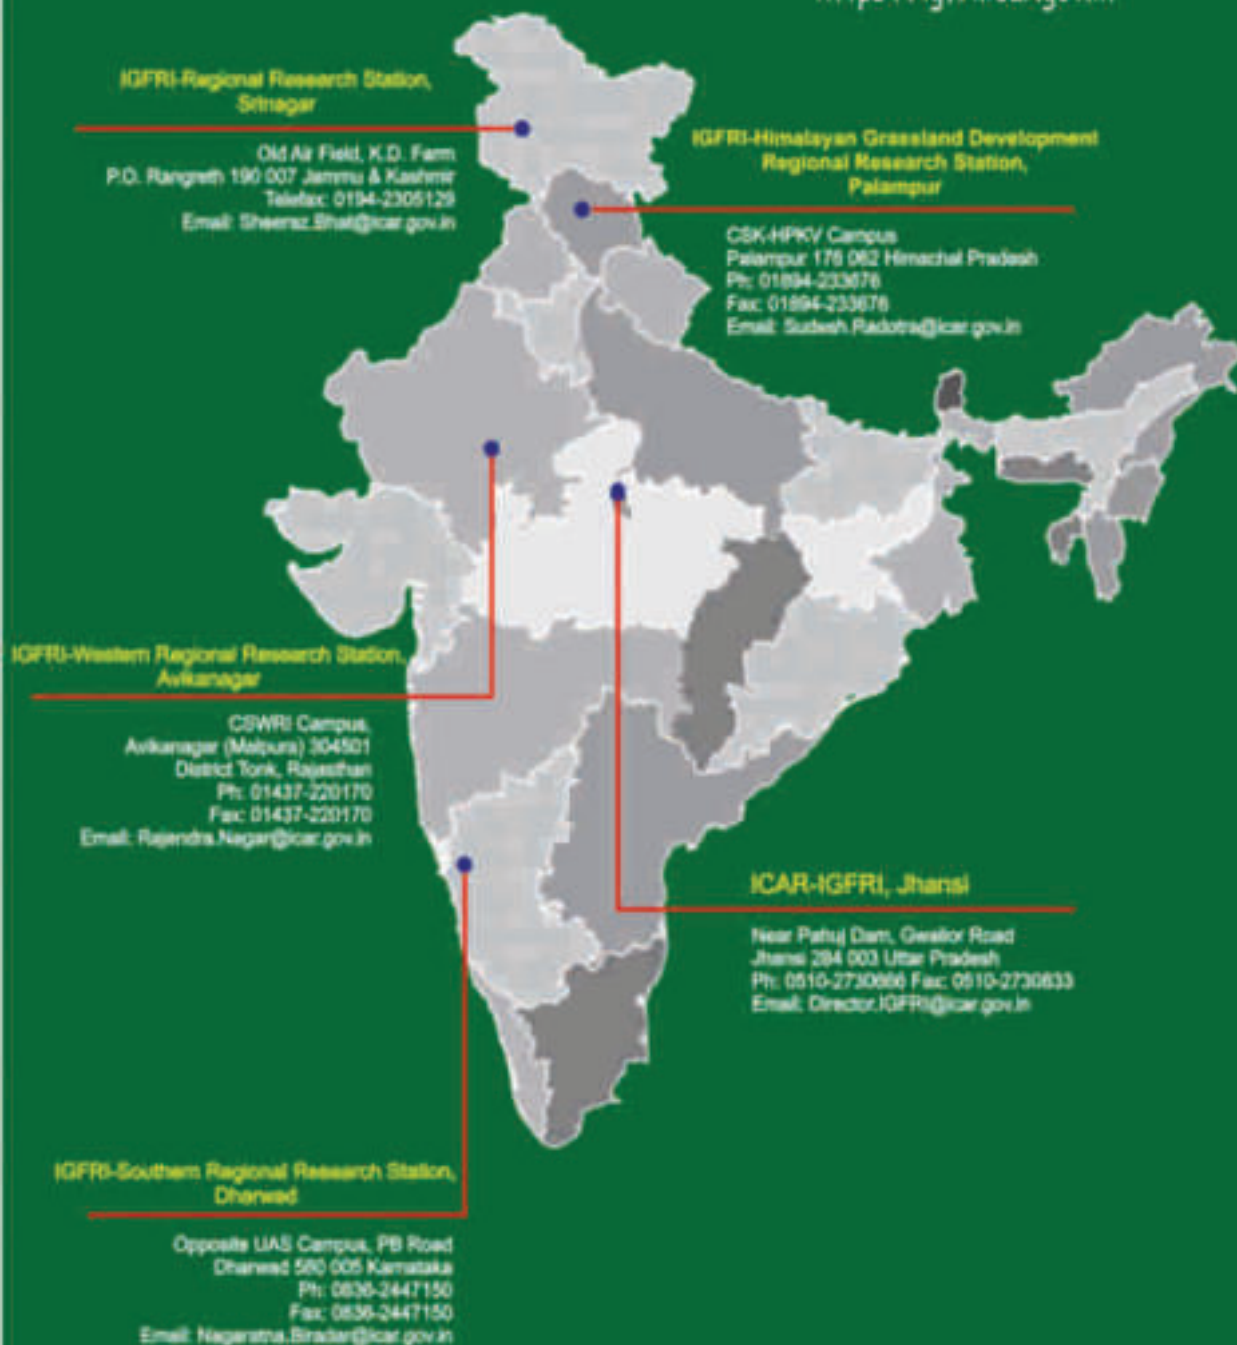 IGFRI-Regional Research Station,
Srinagar
Old Air Field, K.D. Farm
P.O. Rangreth 190 007 Jammu & Kashmir
Telefax: 0194-2305129
Email: Sheeraz.Bhat@icar.gov.in
IGFRI-Himalayan Grassland Development
Regional Research Station,
Palampur
CSK-HPKV Campus
Palampur 176 062 Himachal Pradesh
Ph: 01894-233676
Fax: 01894-233676
Email: Sudesh.Radotra@icar.gov.in
IGFRI-Western Regional Research Station,
Avikanagar
CSWRI Campus,
Avikanagar (Malpura) 304501
District Tonk, Rajasthan
Ph: 01437-220170
Fax: 01437-220170
Email: Rajendra.Nagar@icar.gov.in
ICAR-IGFRI, Jhansi
Near Pahuj Dam, Gwalior Road
Jhansi 284 003 Uttar Pradesh
Ph: 0510-2730666 Fax: 0510-2730833
Email: Director.IGFRI@icar.gov.in
IGFRI-Southern Regional Research Station,
Dharwad
Opposite UAS Campus, PB Road
Dharwad 580 005 Karnataka
Ph: 0836-2447150
Fax: 0836-2447150
Email: Nagaratna.Biradar@icar.gov.in